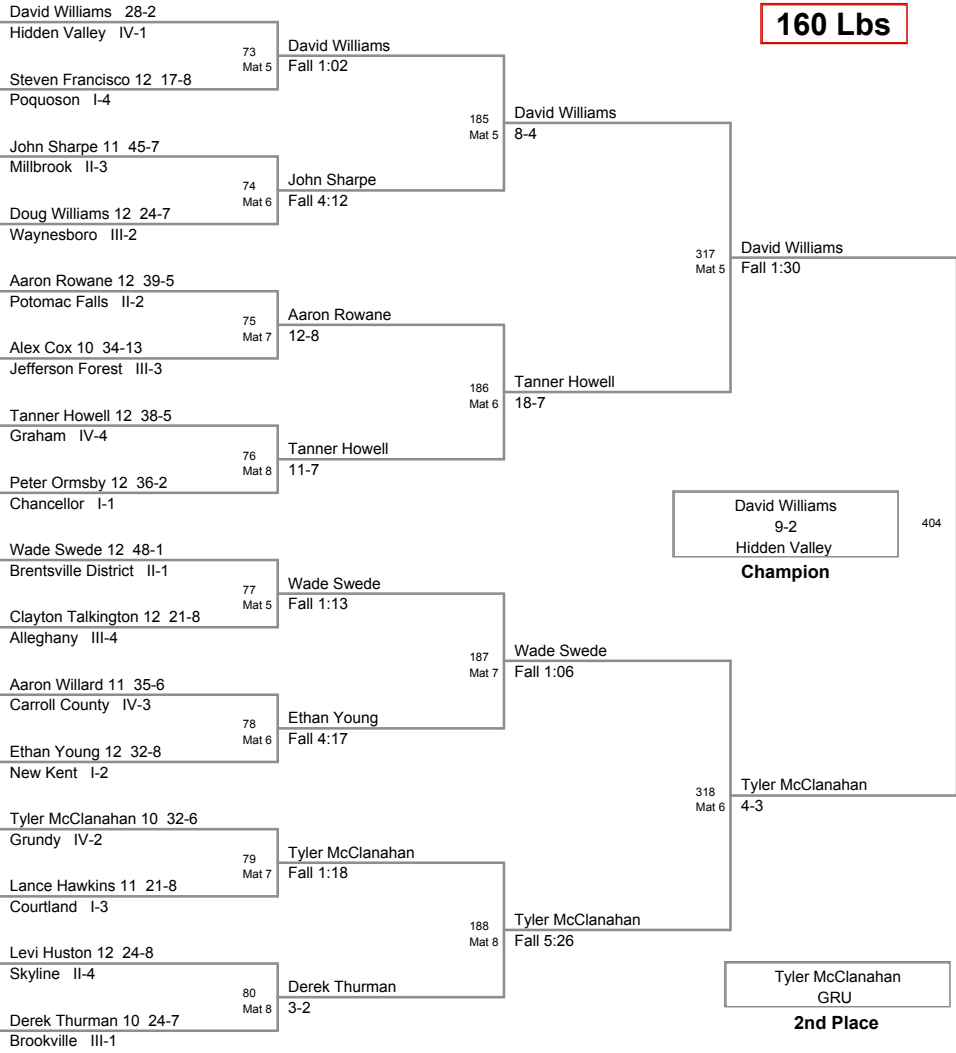 160 Lbs
David Williams 28-2
Hidden Valley IV-1
73
Mat 5
David Williams
Fall 1:02
Steven Francisco 12 17-8
Poquoson I-4
185
Mat 5
David Williams
8-4
John Sharpe 11 45-7
Millbrook II-3
74
Mat 6
John Sharpe
Fall 4:12
Doug Williams 12 24-7
Waynesboro III-2
317
Mat 5
David Williams
Fall 1:30
Aaron Rowane 12 39-5
Potomac Falls II-2
75
Mat 7
Aaron Rowane
12-8
Alex Cox 10 34-13
Jefferson Forest III-3
186
Mat 6
Tanner Howell
18-7
Tanner Howell 12 38-5
Graham IV-4
76
Mat 8
Tanner Howell
11-7
Peter Ormsby 12 36-2
Chancellor I-1
David Williams
9-2
Hidden Valley
404
Champion
Wade Swede 12 48-1
Brentsville District II-1
77
Mat 5
Wade Swede
Fall 1:13
Clayton Talkington 12 21-8
Alleghany III-4
187
Mat 7
Wade Swede
Fall 1:06
Aaron Willard 11 35-6
Carroll County IV-3
78
Mat 6
Ethan Young
Fall 4:17
Ethan Young 12 32-8
New Kent I-2
318
Mat 6
Tyler McClanahan
4-3
Tyler McClanahan 10 32-6
Grundy IV-2
79
Mat 7
Tyler McClanahan
Fall 1:18
Lance Hawkins 11 21-8
Courtland I-3
188
Mat 8
Tyler McClanahan
Fall 5:26
Levi Huston 12 24-8
Skyline II-4
80
Mat 8
Derek Thurman
3-2
Derek Thurman 10 24-7
Brookville III-1
Tyler McClanahan
GRU
2nd Place